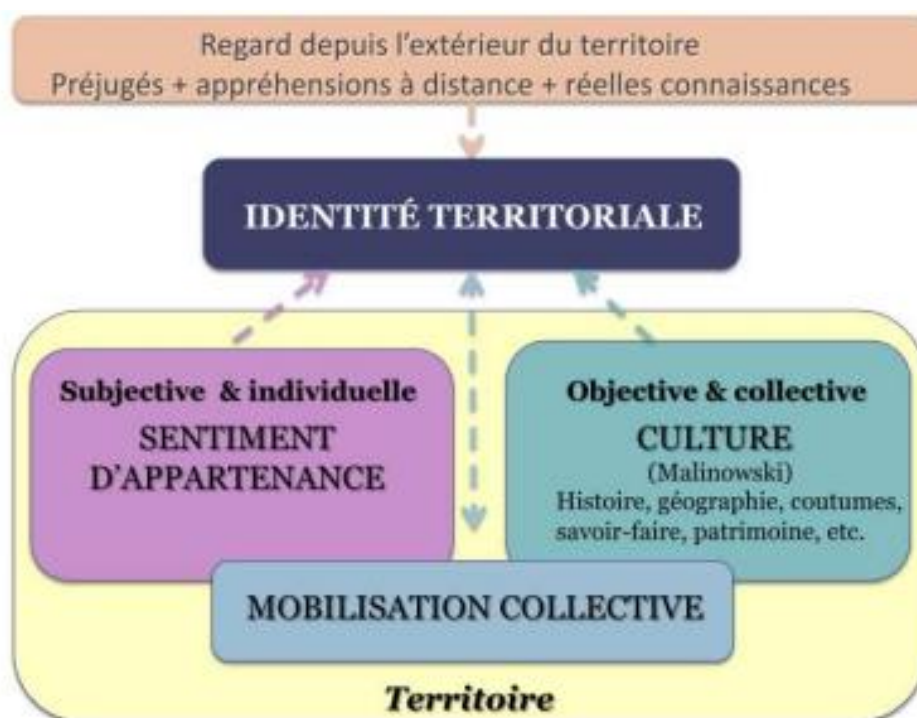 Regard depuis l'extérieur du territoire
Préjugés + appréhensions à distance + réelles connaissances
IDENTITÉ TERRITORIALE
Subjective & individuelle
SENTIMENT
D'APPARTENANCE
Objective & collective
CULTURE
(Malinowski)
Histoire, géographie, coutumes,
savoir-faire, patrimoine, etc.
MOBILISATION COLLECTIVE
Territoire